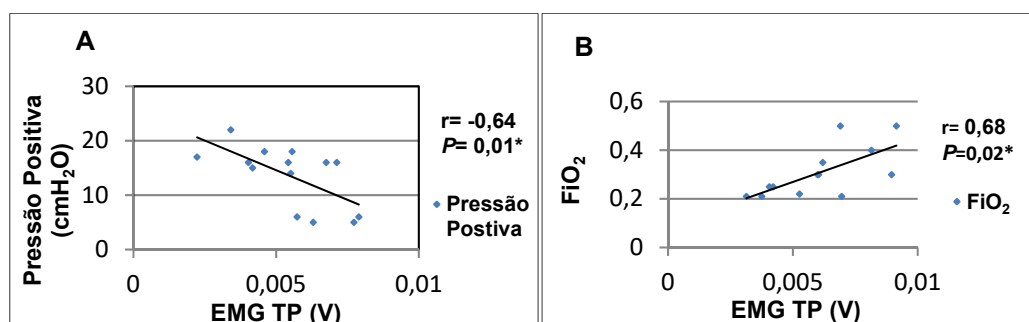 A
Pressão Positiva
(cmH₂O)
30
20
10
0
0
0,005
0,01
EMG TP (V)
r= -0,64
P= 0,01*
Pressão
Postiva
B
FiO₂
0,6
0,4
0,2
0
0
0,005
0,01
EMG TP (V)
r= 0,68
P=0,02*
FiO₂